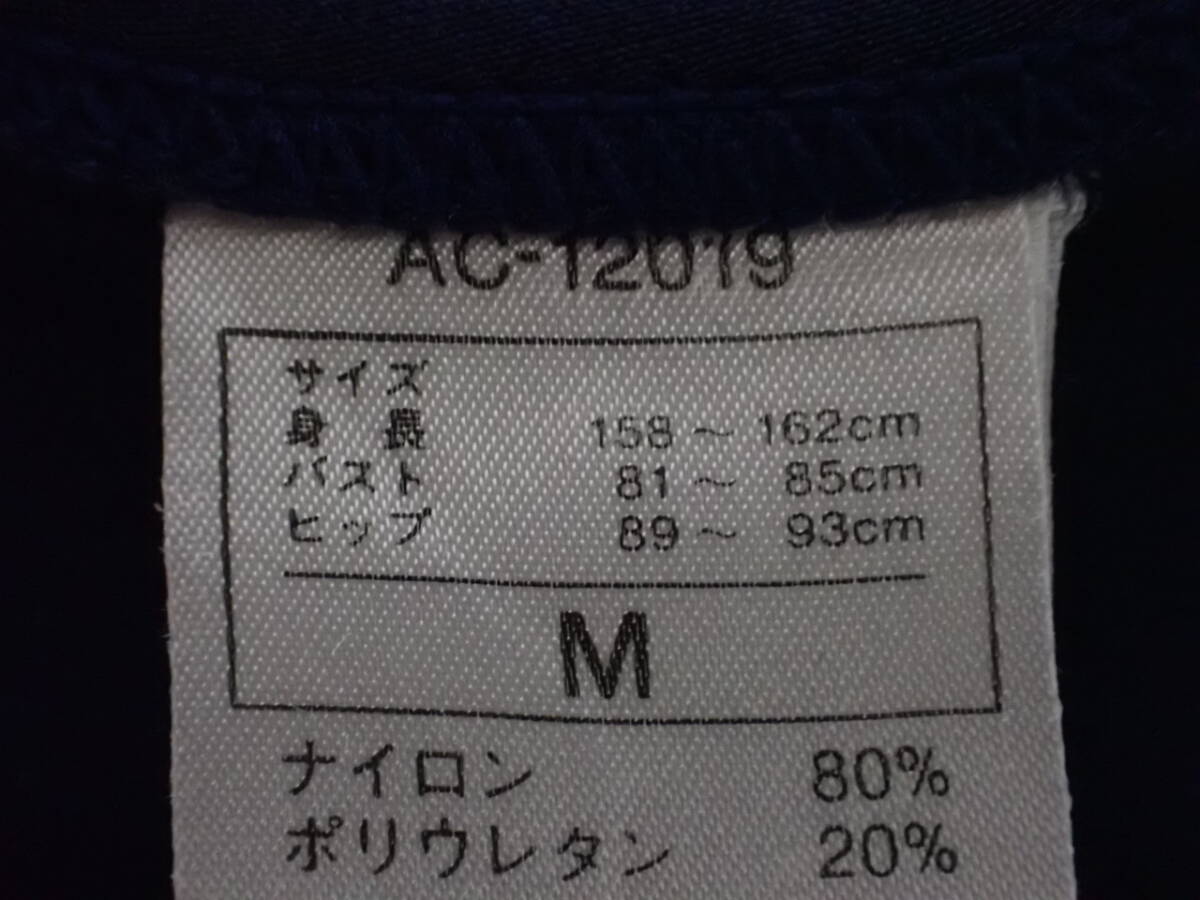 AC-12019
サイズ
身長 158〜162cm
バスト 81〜 85cm
ヒップ 89〜 93cm
M
ナイロン 80%
ポリウレタン 20%